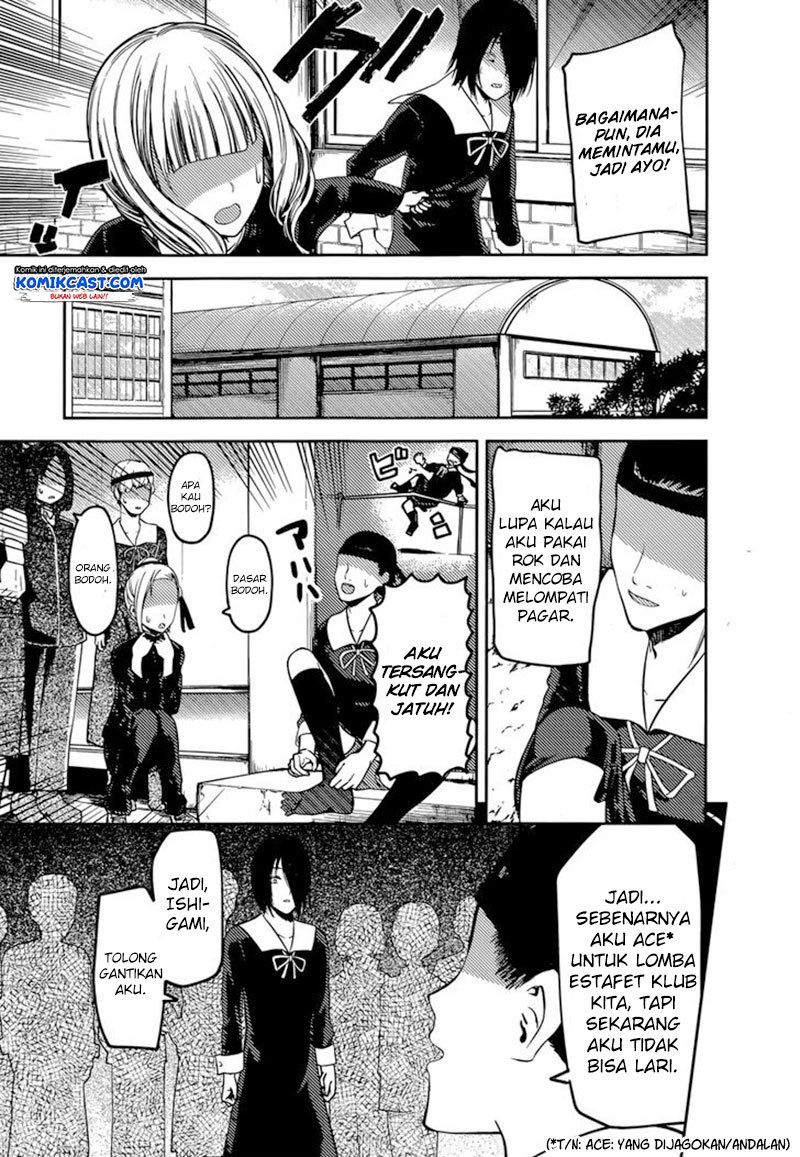 BAGAIMANA-
PUN, DIA
MEMINTAMU,
JADI AYO!
Komik ini diterjemahkan & diedit oleh
KOMIKCAST.COM
BUKAN WEB LAIN!!
AKU
LUPA KALAU
AKU PAKAI
ROK DAN
MENCOBA
MELOMPATI
PAGAR.
AKU
TERSANG-
KUT DAN
JATUH!
DASAR
BODOH.
APA
KAU
BODOH?
ORANG
BODOH.
JADI...
SEBENARNYA
AKU ACE*
UNTUK LOMBA
ESTAFET KLUB
KITA, TAPI
SEKARANG
AKU TIDAK
BISA LARI.
JADI,
ISHI-
GAMI,
TOLONG
GANTIKAN
AKU.
(*T/N: ACE: YANG DIJAGOKAN/ANDALAN)